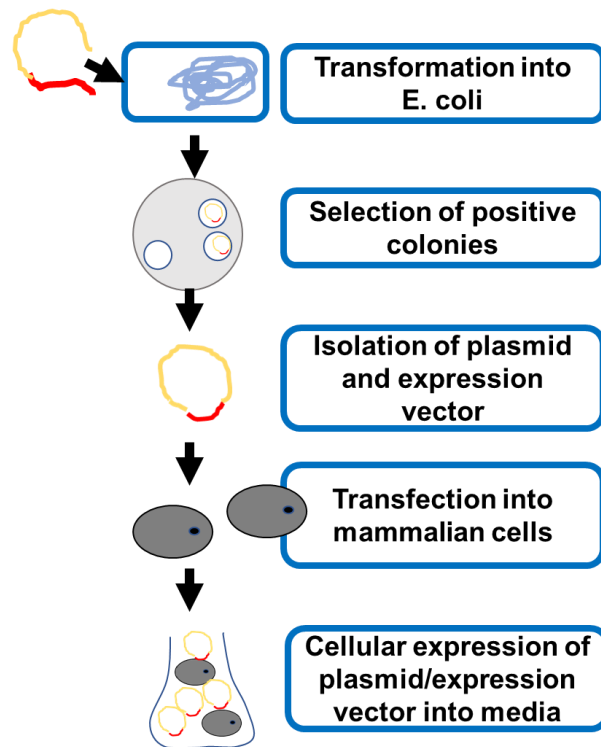 Transformation into
E. coli
Selection of positive
colonies
Isolation of plasmid
and expression
vector
Transfection into
mammalian cells
Cellular expression of
plasmid/expression
vector into media